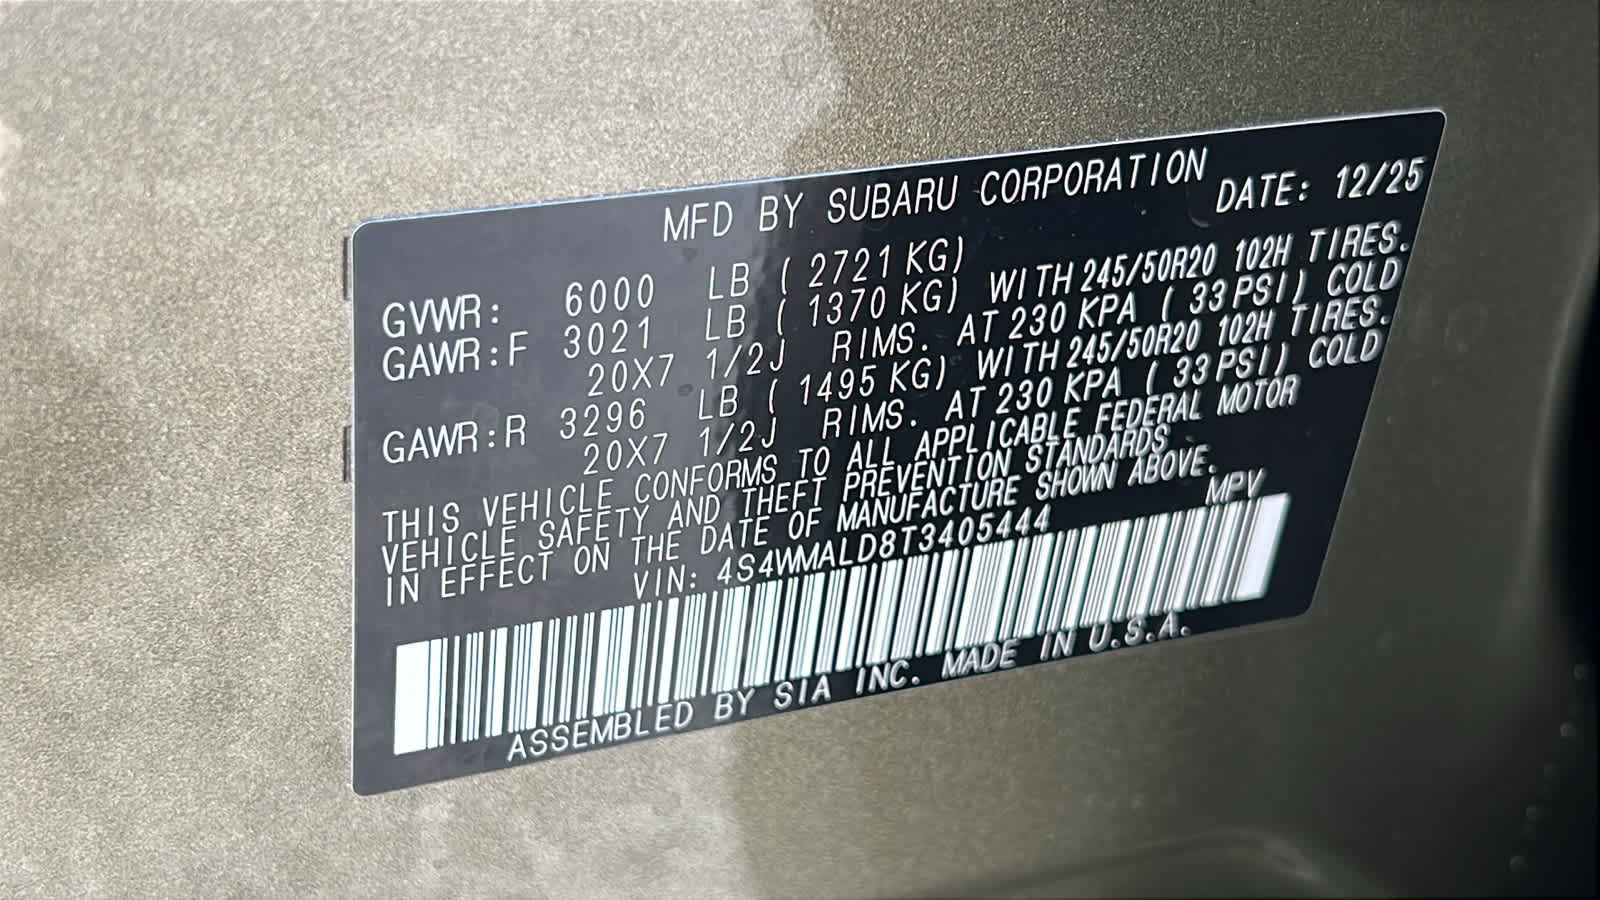 MFD BY SUBARU CORPORATION
DATE: 12/25
GVWR: 6000 LB ( 2721 KG)
GAWR:F 3021 LB ( 1370 KG) WITH 245/50R20 102H TIRES.
20X7 1/2J RIMS. AT 230 KPA ( 33 PSI) COLD
GAWR:R 3296 LB ( 1495 KG) WITH 245/50R20 102H TIRES.
20X7 1/2J RIMS. AT 230 KPA ( 33 PSI) COLD
THIS VEHICLE CONFORMS TO ALL APPLICABLE FEDERAL MOTOR
VEHICLE SAFETY AND THEFT PREVENTION STANDARDS
IN EFFECT ON THE DATE OF MANUFACTURE SHOWN ABOVE.
VIN: 4S4WMALD8T3405444 MPV
ASSEMBLED BY SIA INC. MADE IN U.S.A.